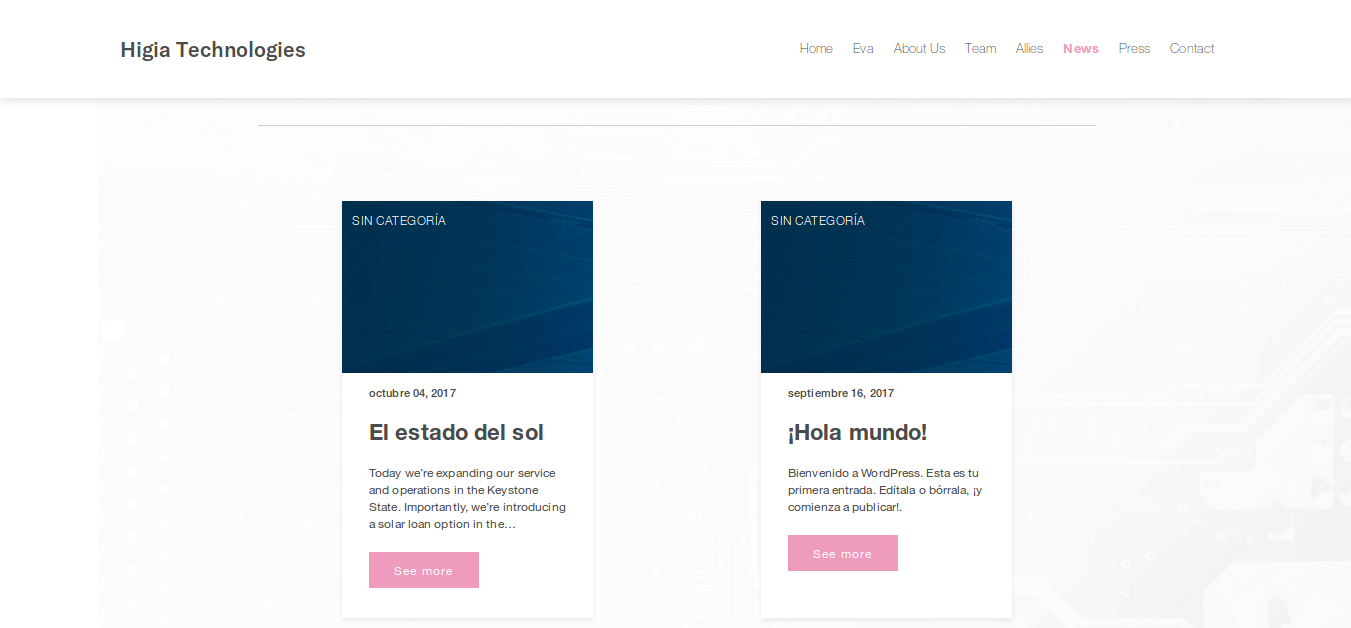 Higia Technologies
Home Eva About Us Team Allies News Press Contact
SIN CATEGORÍA
octubre 04, 2017
El estado del sol
Today we're expanding our service
and operations in the Keystone
State. Importantly, we're introducing
a solar loan option in the…
See more
SIN CATEGORÍA
septiembre 16, 2017
¡Hola mundo!
Bienvenido a WordPress. Esta es tu
primera entrada. Edítala o bórrala, ¡y
comienza a publicar!.
See more